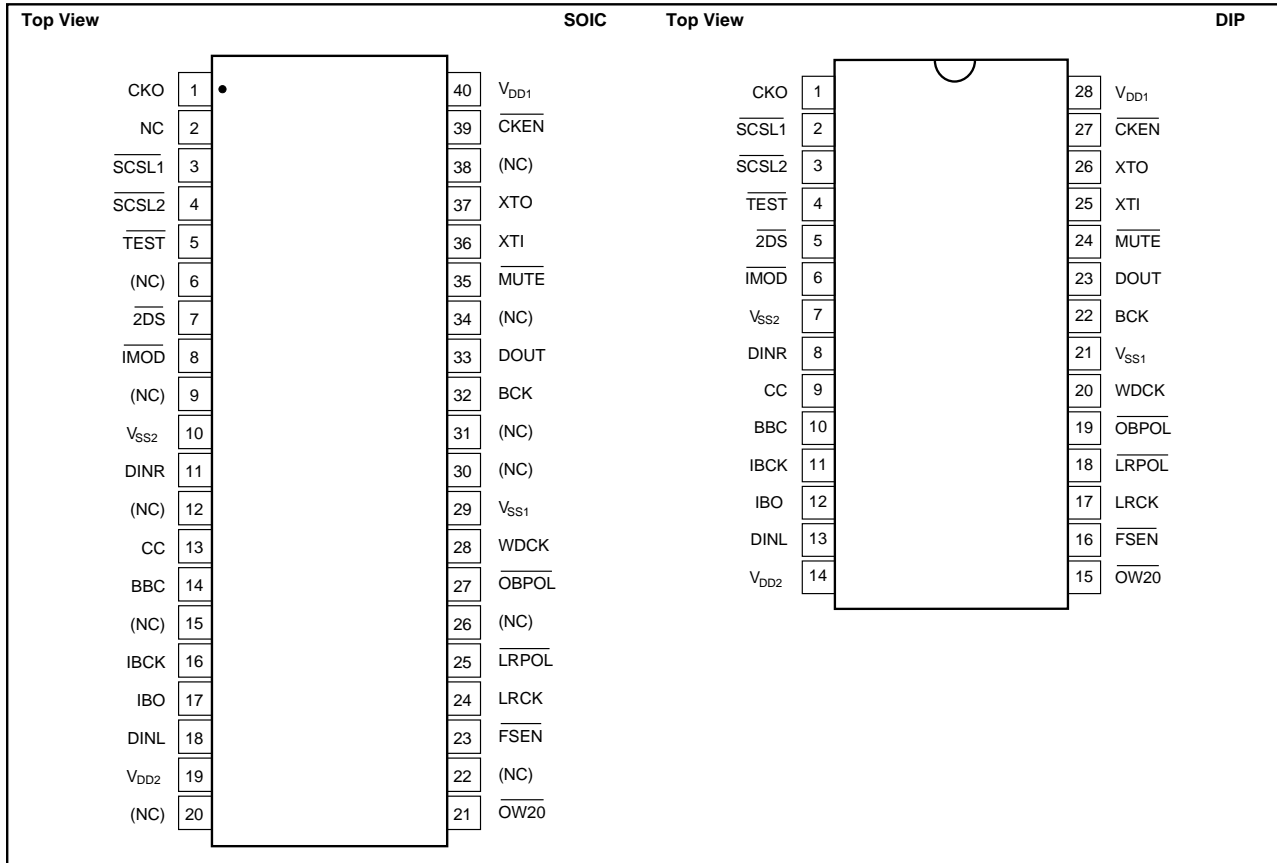 Top View SOIC Top View DIP
CKO 1 40 VDD1
NC 2 39 CKEN
SCSL1 3 38 (NC)
SCSL2 4 37 XTO
TEST 5 36 XTI
(NC) 6 35 MUTE
2DS 7 34 (NC)
IMOD 8 33 DOUT
(NC) 9 32 BCK
VSS2 10 31 (NC)
DINR 11 30 (NC)
(NC) 12 29 VSS1
CC 13 28 WDCK
BBC 14 27 OBPOL
(NC) 15 26 (NC)
IBCK 16 25 LRPOL
IBO 17 24 LRCK
DINL 18 23 FSEN
VDD2 19 22 (NC)
(NC) 20 21 OW20
CKO 1 28 VDD1
SCSL1 2 27 CKEN
SCSL2 3 26 XTO
TEST 4 25 XTI
2DS 5 24 MUTE
IMOD 6 23 DOUT
VSS2 7 22 BCK
DINR 8 21 VSS1
CC 9 20 WDCK
BBC 10 19 OBPOL
IBCK 11 18 LRPOL
IBO 12 17 LRCK
DINL 13 16 FSEN
VDD2 14 15 OW20